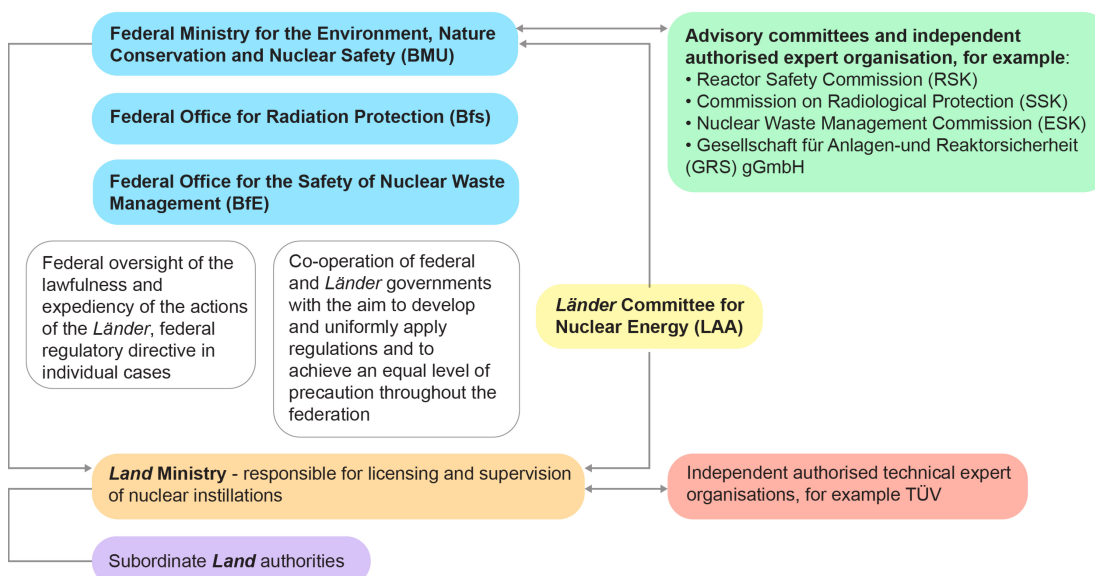 Federal Ministry for the Environment, Nature
Conservation and Nuclear Safety (BMU)
Advisory committees and independent
authorised expert organisation, for example:
• Reactor Safety Commission (RSK)
• Commission on Radiological Protection (SSK)
• Nuclear Waste Management Commission (ESK)
• Gesellschaft für Anlagen-und Reaktorsicherheit
(GRS) gGmbH
Federal Office for Radiation Protection (Bfs)
Federal Office for the Safety of Nuclear Waste
Management (BfE)
Federal oversight of the
lawfulness and
expediency of the actions
of the Länder, federal
regulatory directive in
individual cases
Co-operation of federal
and Länder governments
with the aim to develop
and uniformly apply
regulations and to
achieve an equal level of
precaution throughout the
federation
Länder Committee for
Nuclear Energy (LAA)
Land Ministry - responsible for licensing and supervision
of nuclear instillations
Independent authorised technical expert
organisations, for example TÜV
Subordinate Land authorities